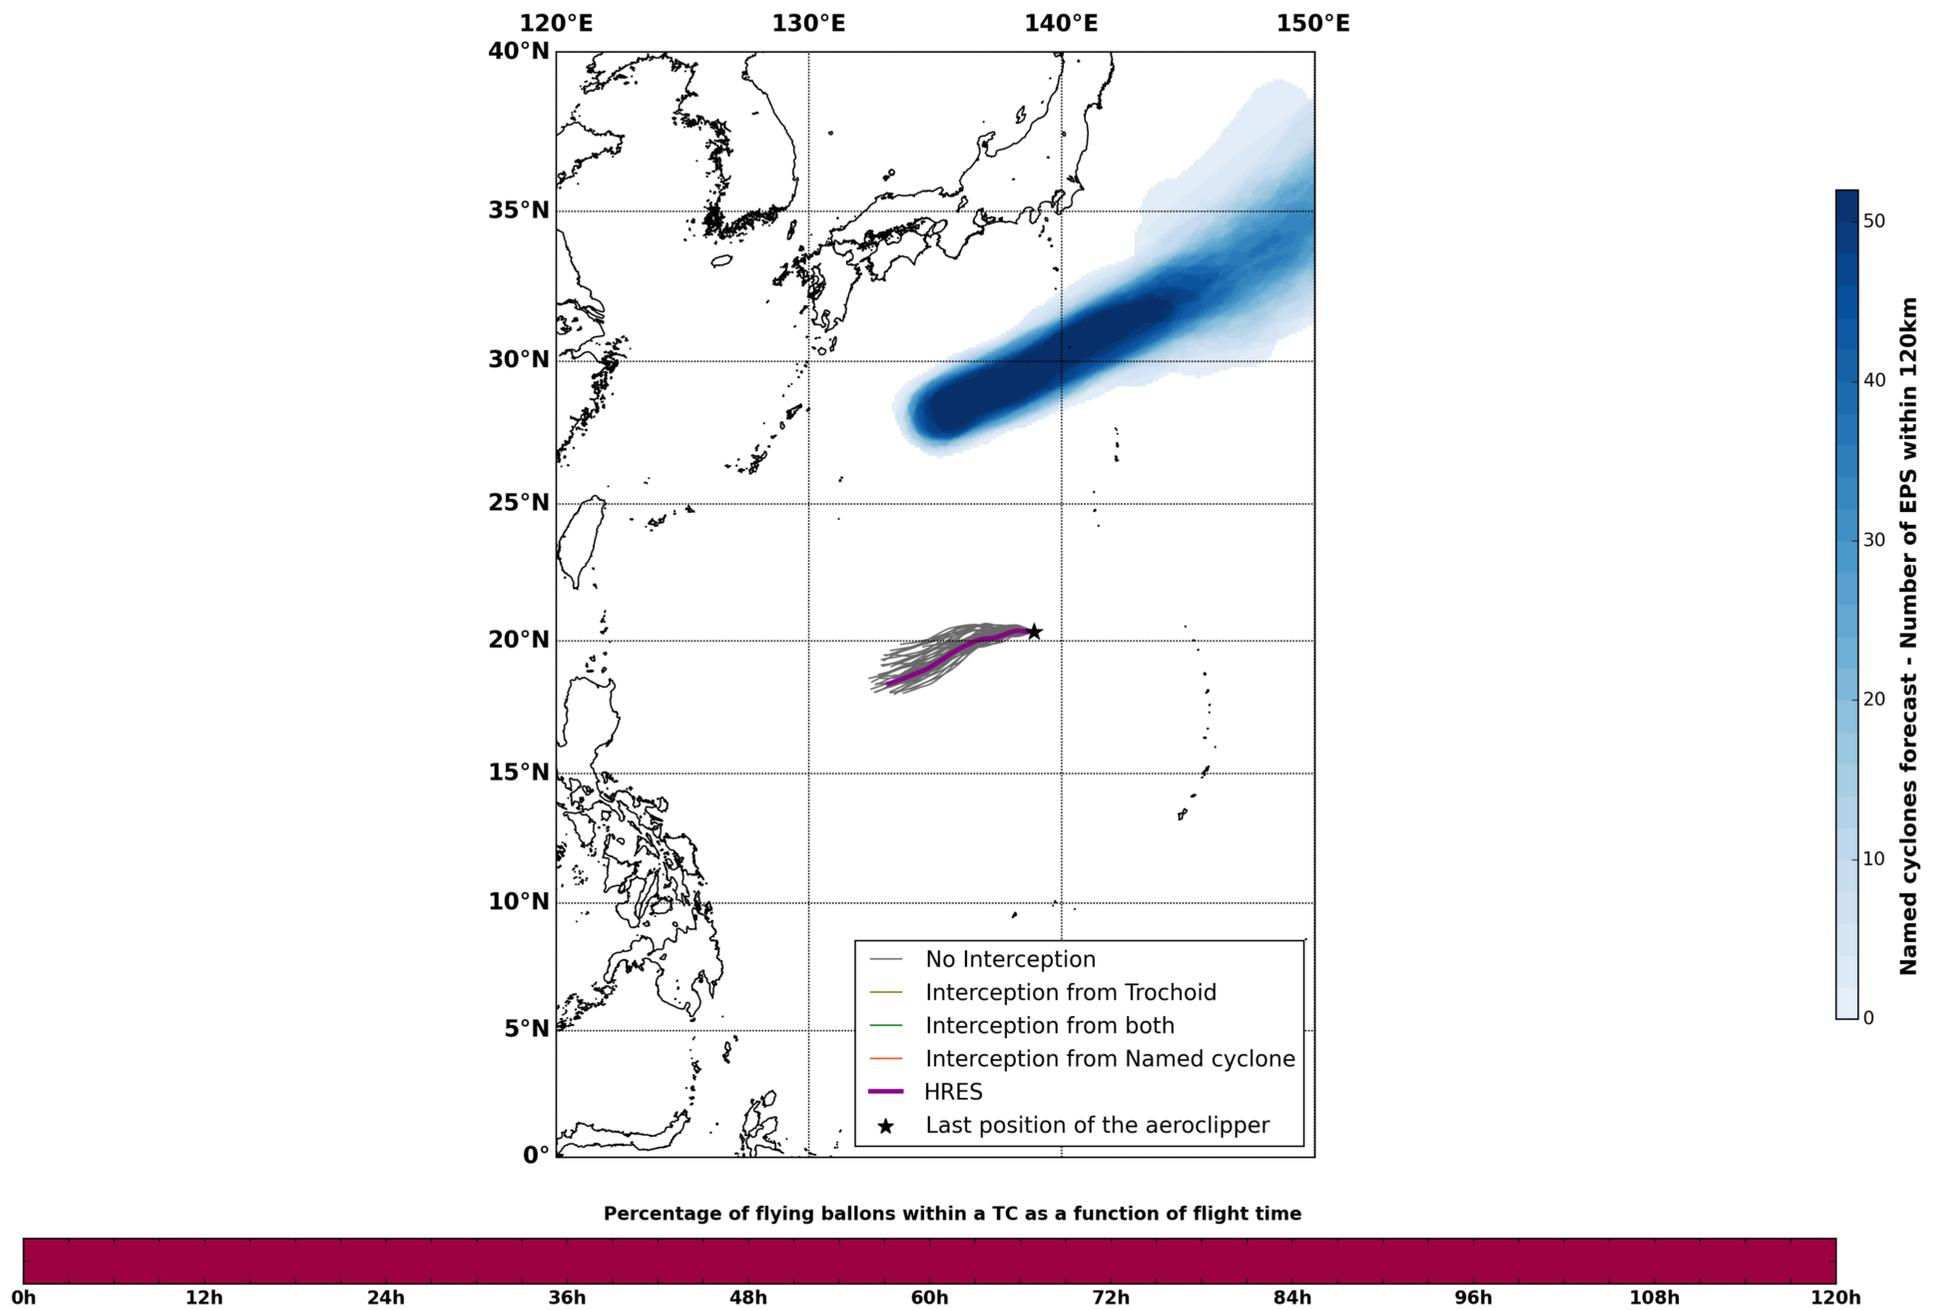 120°E 130°E 140°E 150°E
40°N
35°N
30°N
25°N
20°N
15°N
10°N
5°N
0°
No Interception
Interception from Trochoid
Interception from both
Interception from Named cyclone
HRES
Last position of the aeroclipper
50
40
30
20
10
0
Named cyclones forecast - Number of EPS within 120km
Percentage of flying ballons within a TC as a function of flight time
0h 12h 24h 36h 48h 60h 72h 84h 96h 108h 120h